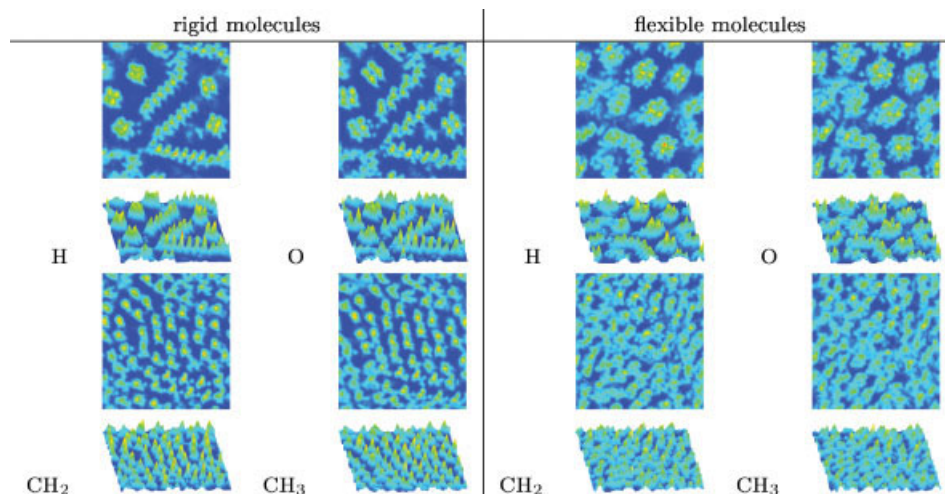 rigid molecules flexible molecules
H O H O
CH₂ CH₃ CH₂ CH₃